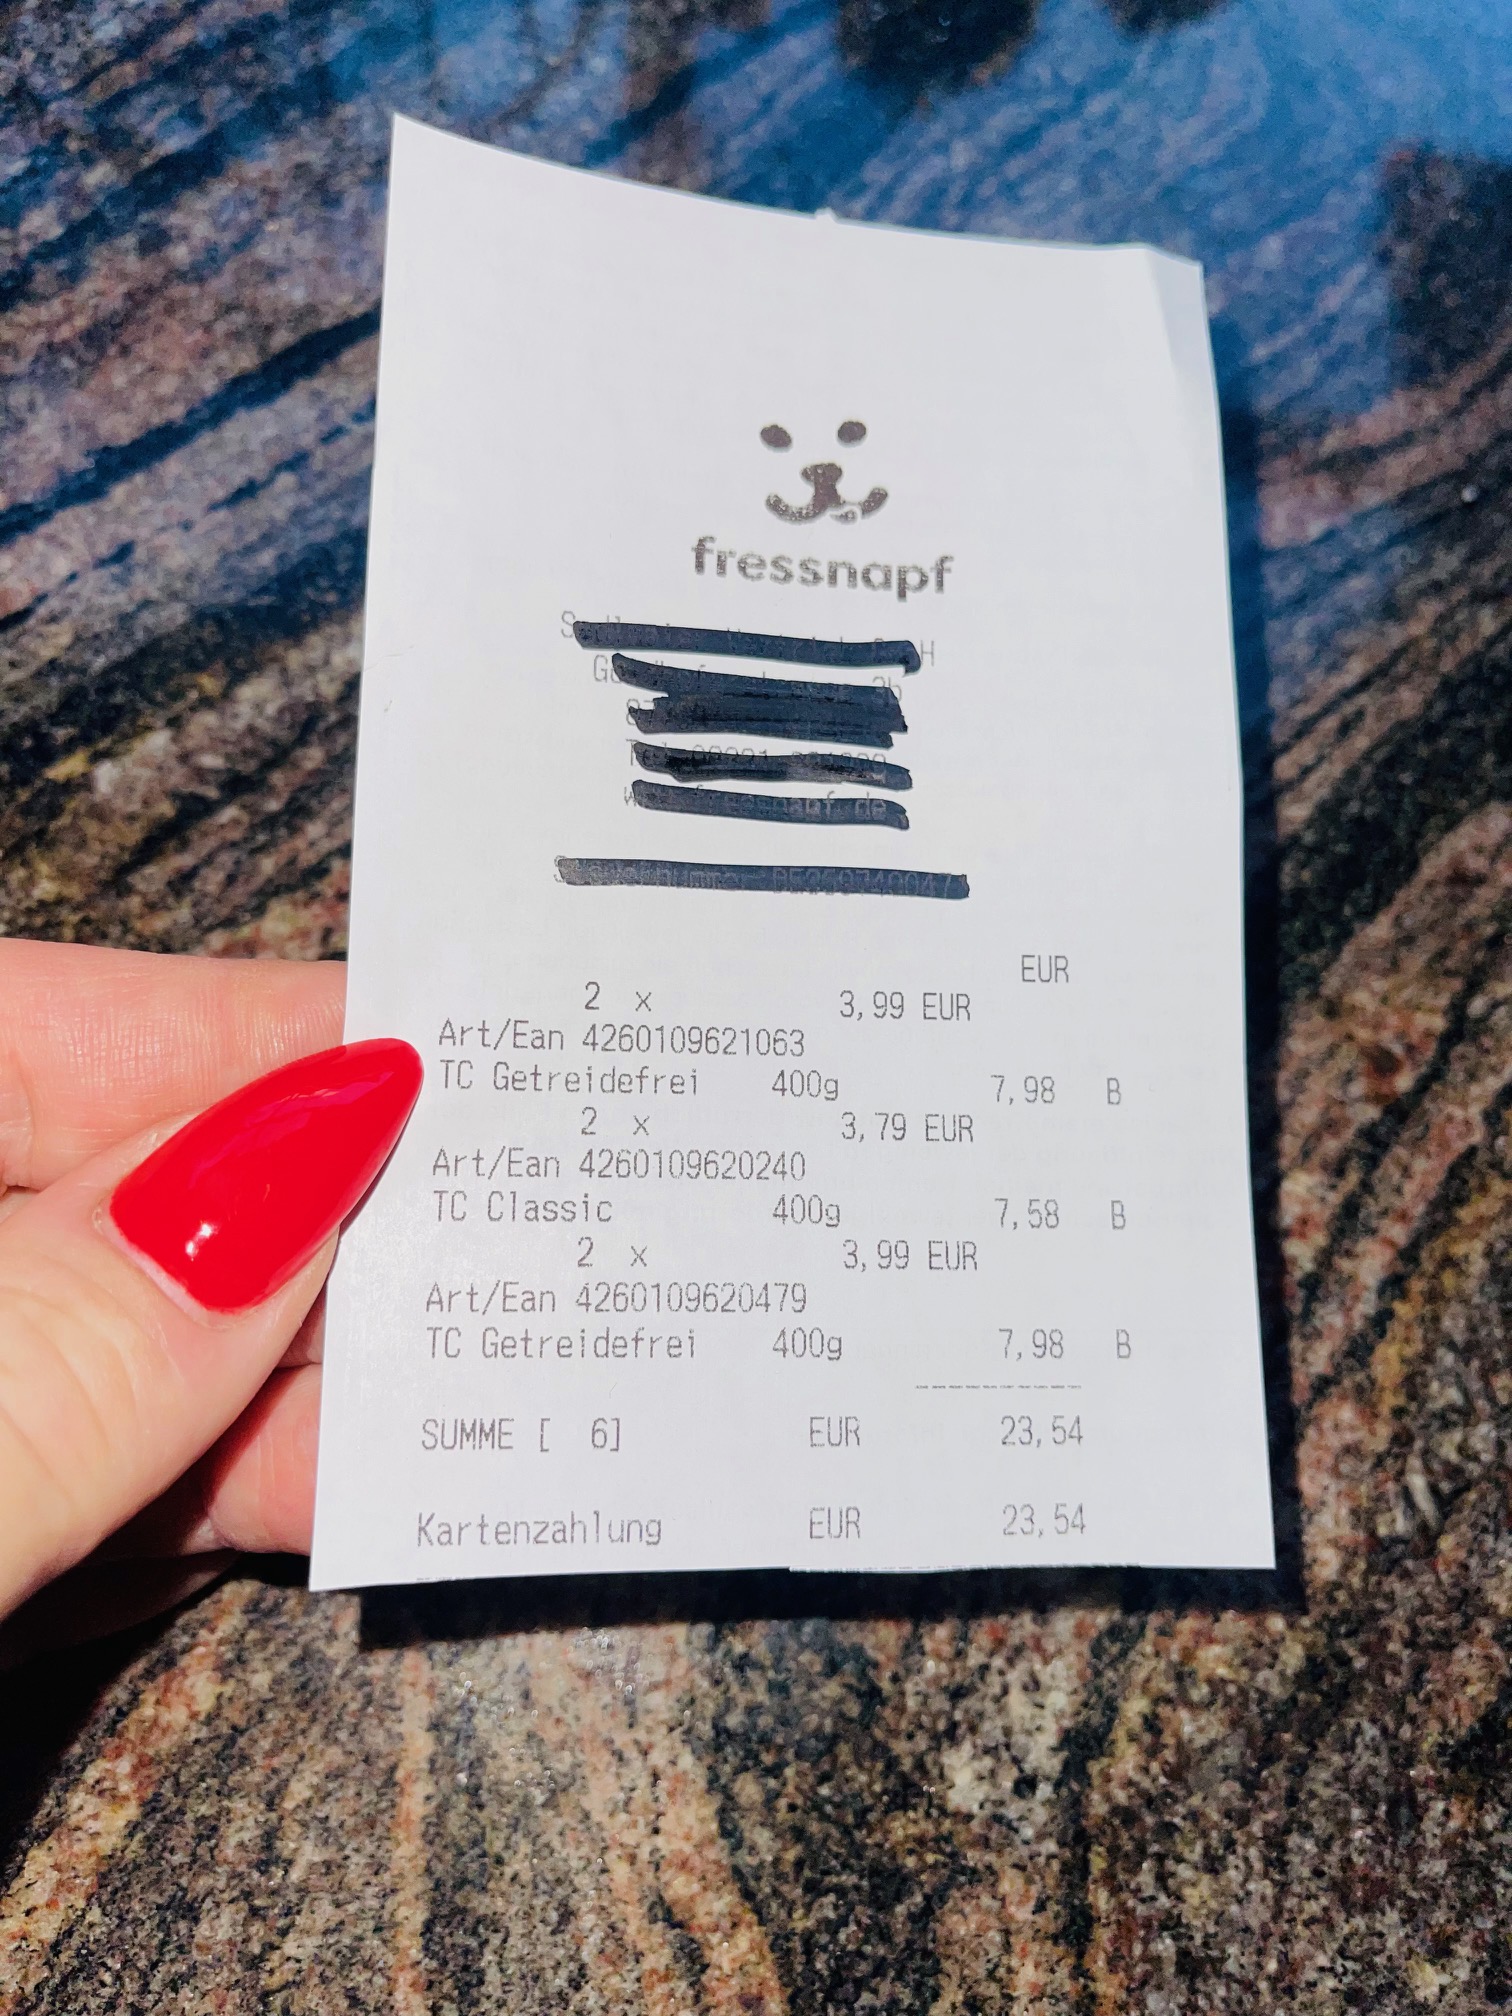 fressnapf
EUR
2 x 3,99 EUR
Art/Ean 4260109621063
TC Getreidefrei 400g 7,98 B
2 x 3,79 EUR
Art/Ean 4260109620240
TC Classic 400g 7,58 B
2 x 3,99 EUR
Art/Ean 4260109620479
TC Getreidefrei 400g 7,98 B
SUMME [ 6] EUR 23,54
Kartenzahlung EUR 23,54